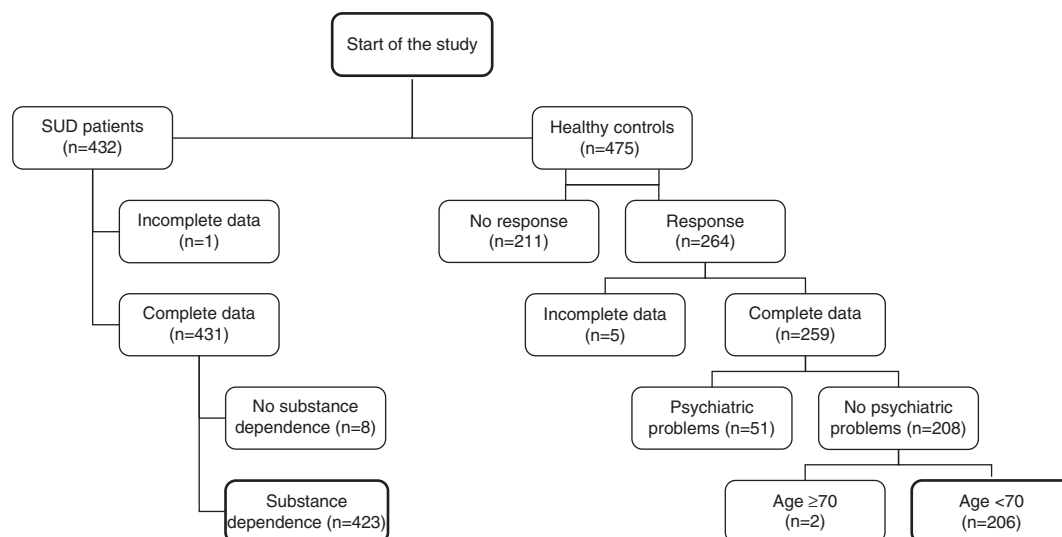 Start of the study
SUD patients
(n=432)
Healthy controls
(n=475)
Incomplete data
(n=1)
No response
(n=211)
Response
(n=264)
Complete data
(n=431)
Incomplete data
(n=5)
Complete data
(n=259)
No substance
dependence (n=8)
Psychiatric
problems (n=51)
No psychiatric
problems (n=208)
Substance
dependence (n=423)
Age ≥70
(n=2)
Age <70
(n=206)